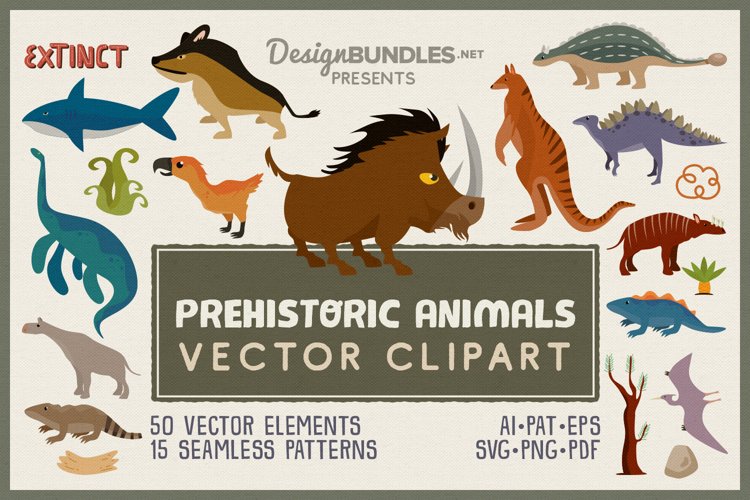 EXTINCT
DesignBUNDLES.NET
PRESENTS
PREHISTORIC ANIMALS
VECTOR CLIPART
50 VECTOR ELEMENTS
15 SEAMLESS PATTERNS
AI•PAT•EPS
SVG•PNG•PDF